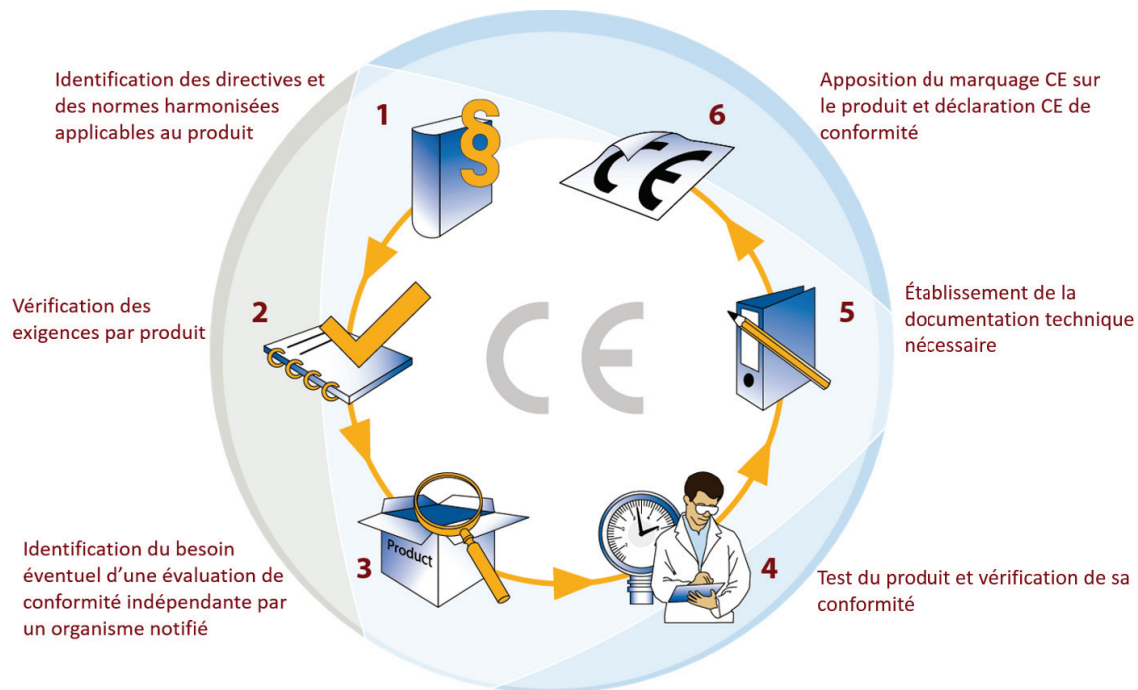 1
Identification des directives et
des normes harmonisées
applicables au produit
2
Vérification des
exigences par produit
3
Product
Identification du besoin
éventuel d'une évaluation de
conformité indépendante par
un organisme notifié
4
Test du produit et vérification de sa
conformité
5
Établissement de la
documentation technique
nécessaire
6
CE
Apposition du marquage CE sur
le produit et déclaration CE de
conformité
CE